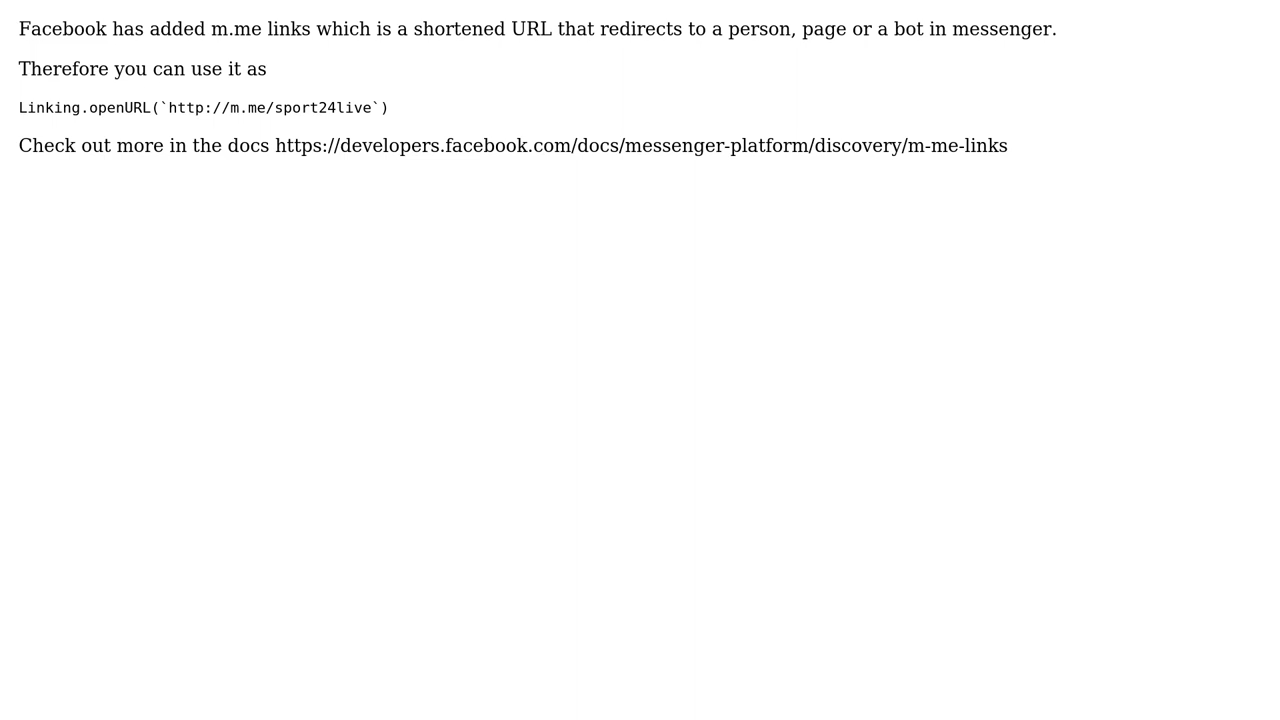 Facebook has added m.me links which is a shortened URL that redirects to a person, page or a bot in messenger.
Therefore you can use it as
Linking.openURL(`http://m.me/sport24live`)
Check out more in the docs https://developers.facebook.com/docs/messenger-platform/discovery/m-me-links